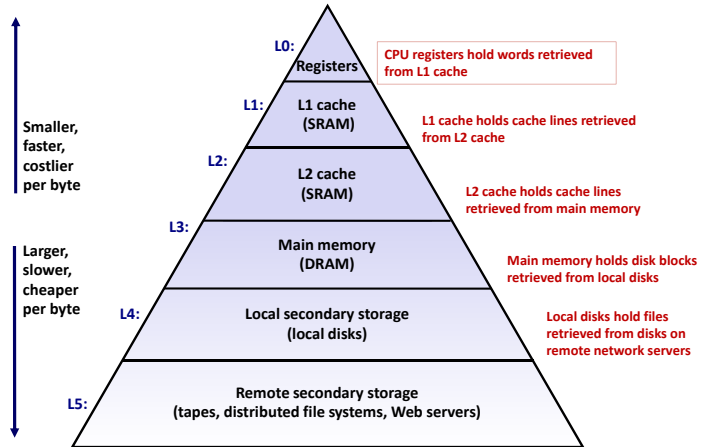 L0:
Registers
CPU registers hold words retrieved
from L1 cache
L1:
L1 cache
(SRAM)
L1 cache holds cache lines retrieved
from L2 cache
Smaller,
faster,
costlier
per byte
L2:
L2 cache
(SRAM)
L2 cache holds cache lines
retrieved from main memory
L3:
Main memory
(DRAM)
Main memory holds disk blocks
retrieved from local disks
Larger,
slower,
cheaper
per byte
L4:
Local secondary storage
(local disks)
Local disks hold files
retrieved from disks on
remote network servers
L5:
Remote secondary storage
(tapes, distributed file systems, Web servers)